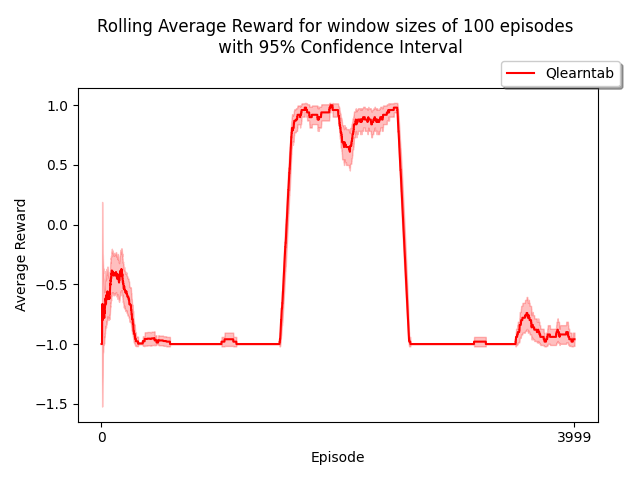 Rolling Average Reward for window sizes of 100 episodes
with 95% Confidence Interval
Qlearntab
1.0
0.5
0.0
−0.5
−1.0
−1.5
Average Reward
0
3999
Episode